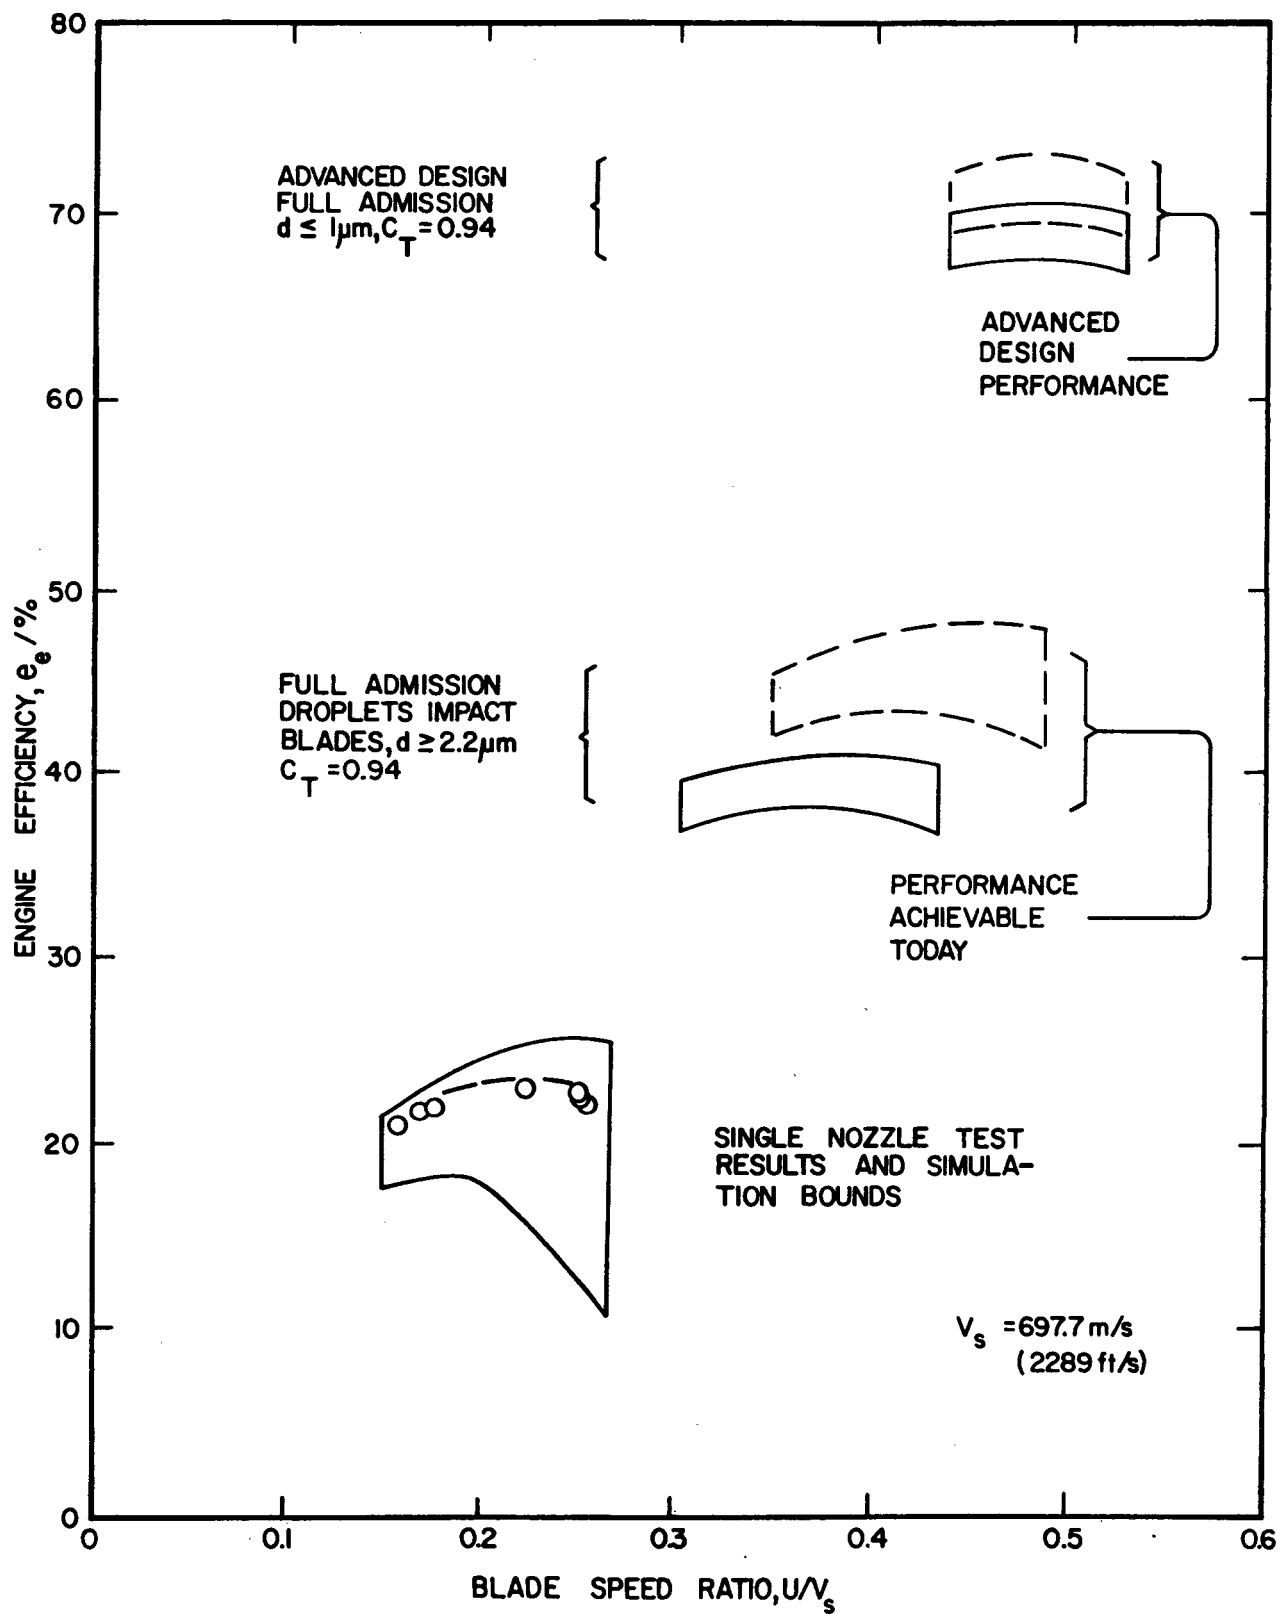 80
70
60
50
40
30
20
10
0
ENGINE EFFICIENCY, e_e / %
ADVANCED DESIGN
FULL ADMISSION
d ≤ 1μm, C_T = 0.94
ADVANCED
DESIGN
PERFORMANCE
FULL ADMISSION
DROPLETS IMPACT
BLADES, d ≥ 2.2μm
C_T = 0.94
PERFORMANCE
ACHIEVABLE
TODAY
SINGLE NOZZLE TEST
RESULTS AND SIMULA-
TION BOUNDS
V_s = 697.7 m/s
(2289 ft/s)
0 0.1 0.2 0.3 0.4 0.5 0.6
BLADE SPEED RATIO, U/V_s